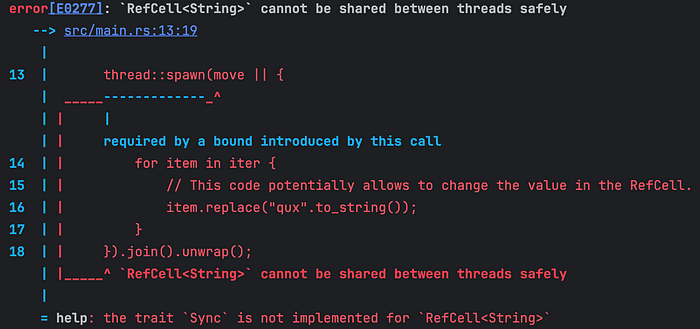 error[E0277]: `RefCell<String>` cannot be shared between threads safely
  --> src/main.rs:13:19
   |
13 |       thread::spawn(move || {
   |  _____-------------_^
   | |     |
   | |     required by a bound introduced by this call
14 | |         for item in iter {
15 | |             // This code potentially allows to change the value in the RefCell.
16 | |             item.replace("qux".to_string());
17 | |         }
18 | |     }).join().unwrap();
   | |_____^ `RefCell<String>` cannot be shared between threads safely
   |
   = help: the trait `Sync` is not implemented for `RefCell<String>`